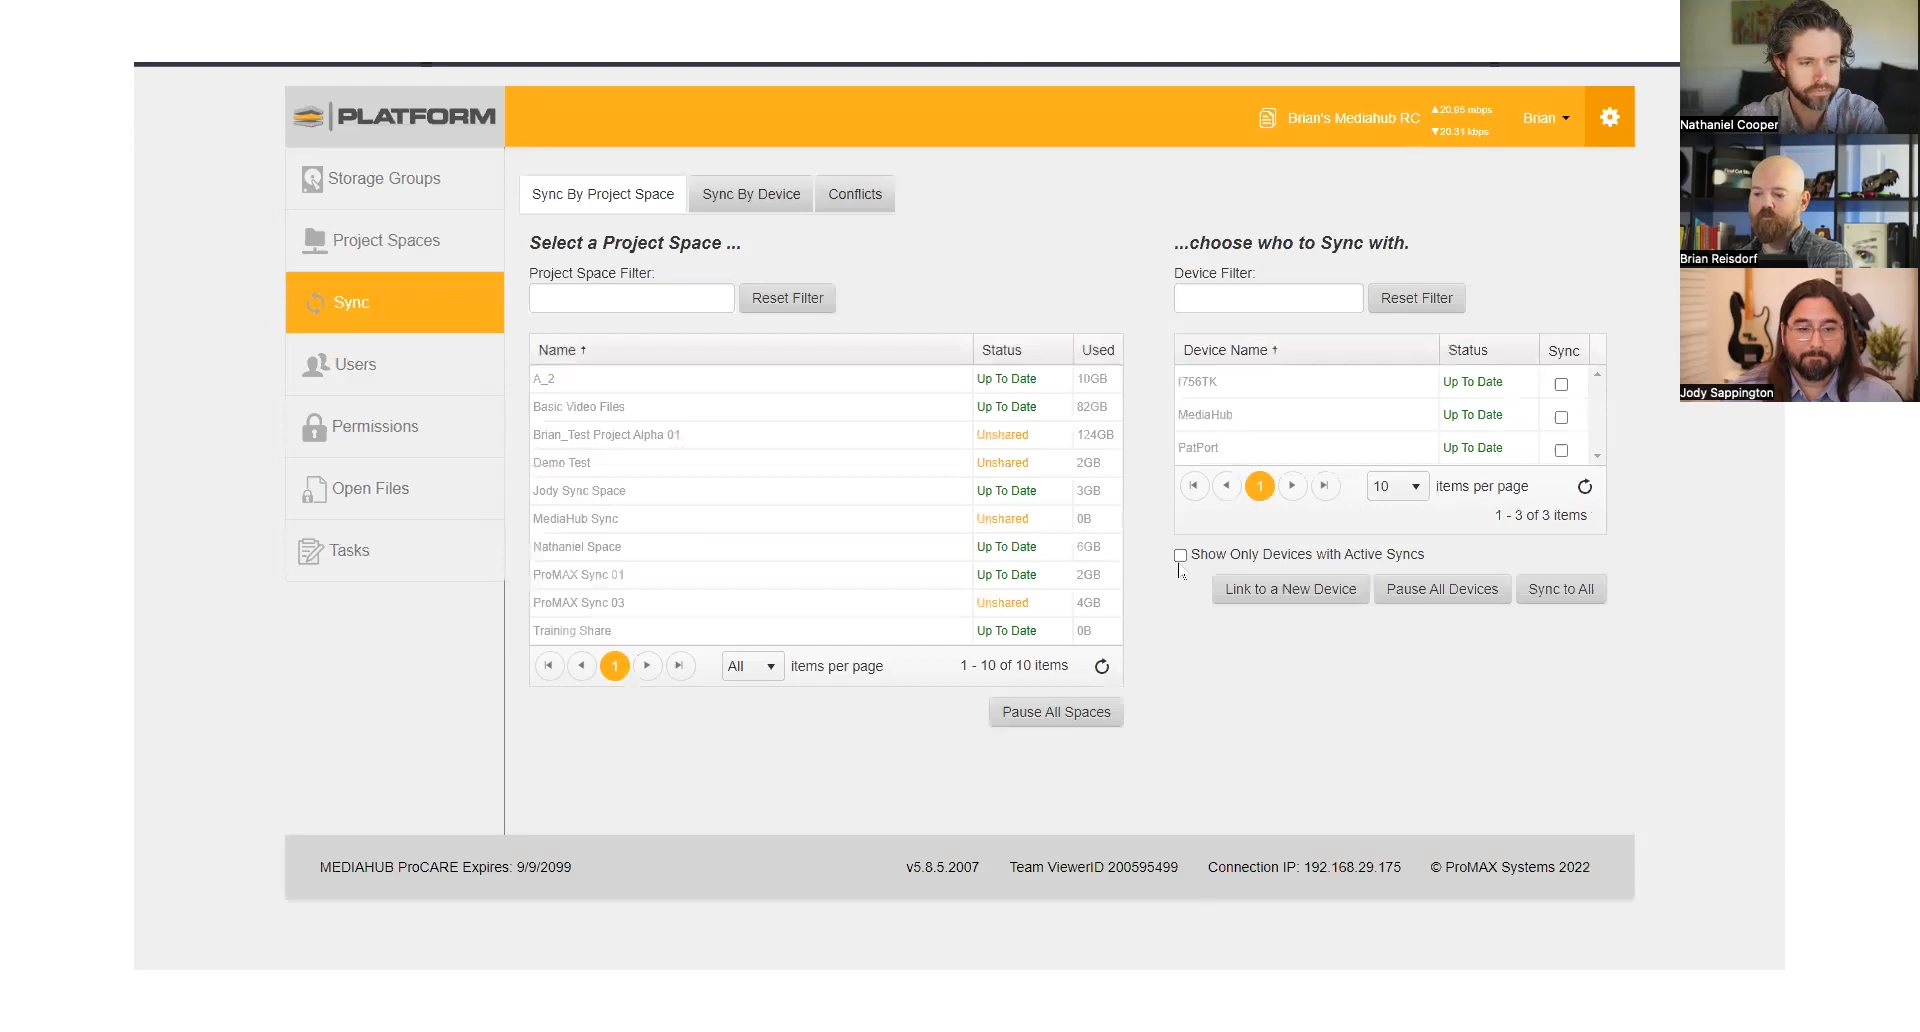 PLATFORM
Brian's Mediahub RC
▲20.95 mbps
▼20.31 kbps
Brian
Storage Groups
Project Spaces
Sync
Users
Permissions
Open Files
Tasks
Sync By Project Space
Sync By Device
Conflicts
Select a Project Space ...
Project Space Filter:
Reset Filter
Name ↑ Status Used
A_2 Up To Date 10GB
Basic Video Files Up To Date 82GB
Brian_Test Project Alpha 01 Unshared 124GB
Demo Test Unshared 2GB
Jody Sync Space Up To Date 3GB
MediaHub Sync Unshared 0B
Nathaniel Space Up To Date 6GB
ProMAX Sync 01 Up To Date 2GB
ProMAX Sync 03 Unshared 4GB
Training Share Up To Date 0B
1 All items per page 1 - 10 of 10 items
Pause All Spaces
...choose who to Sync with.
Device Filter:
Reset Filter
Device Name ↑ Status Sync
I756TK Up To Date
MediaHub Up To Date
PatPort Up To Date
1 10 items per page
1 - 3 of 3 items
Show Only Devices with Active Syncs
Link to a New Device
Pause All Devices
Sync to All
MEDIAHUB ProCARE Expires: 9/9/2099
v5.8.5.2007
Team ViewerID 200595499
Connection IP: 192.168.29.175
© ProMAX Systems 2022
Nathaniel Cooper
Brian Reisdorf
Jody Sappington